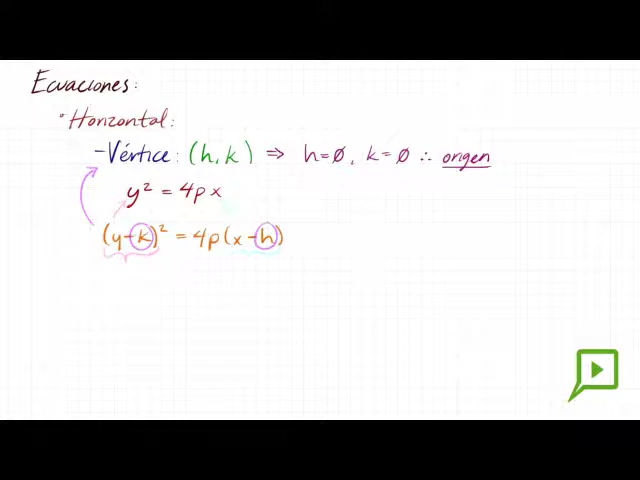 Ecuaciones:
• Horizontal:
- Vértice: (h, k) ⇒ h=0, k=0 ∴ origen
y² = 4px
(y-k)² = 4p(x-h)